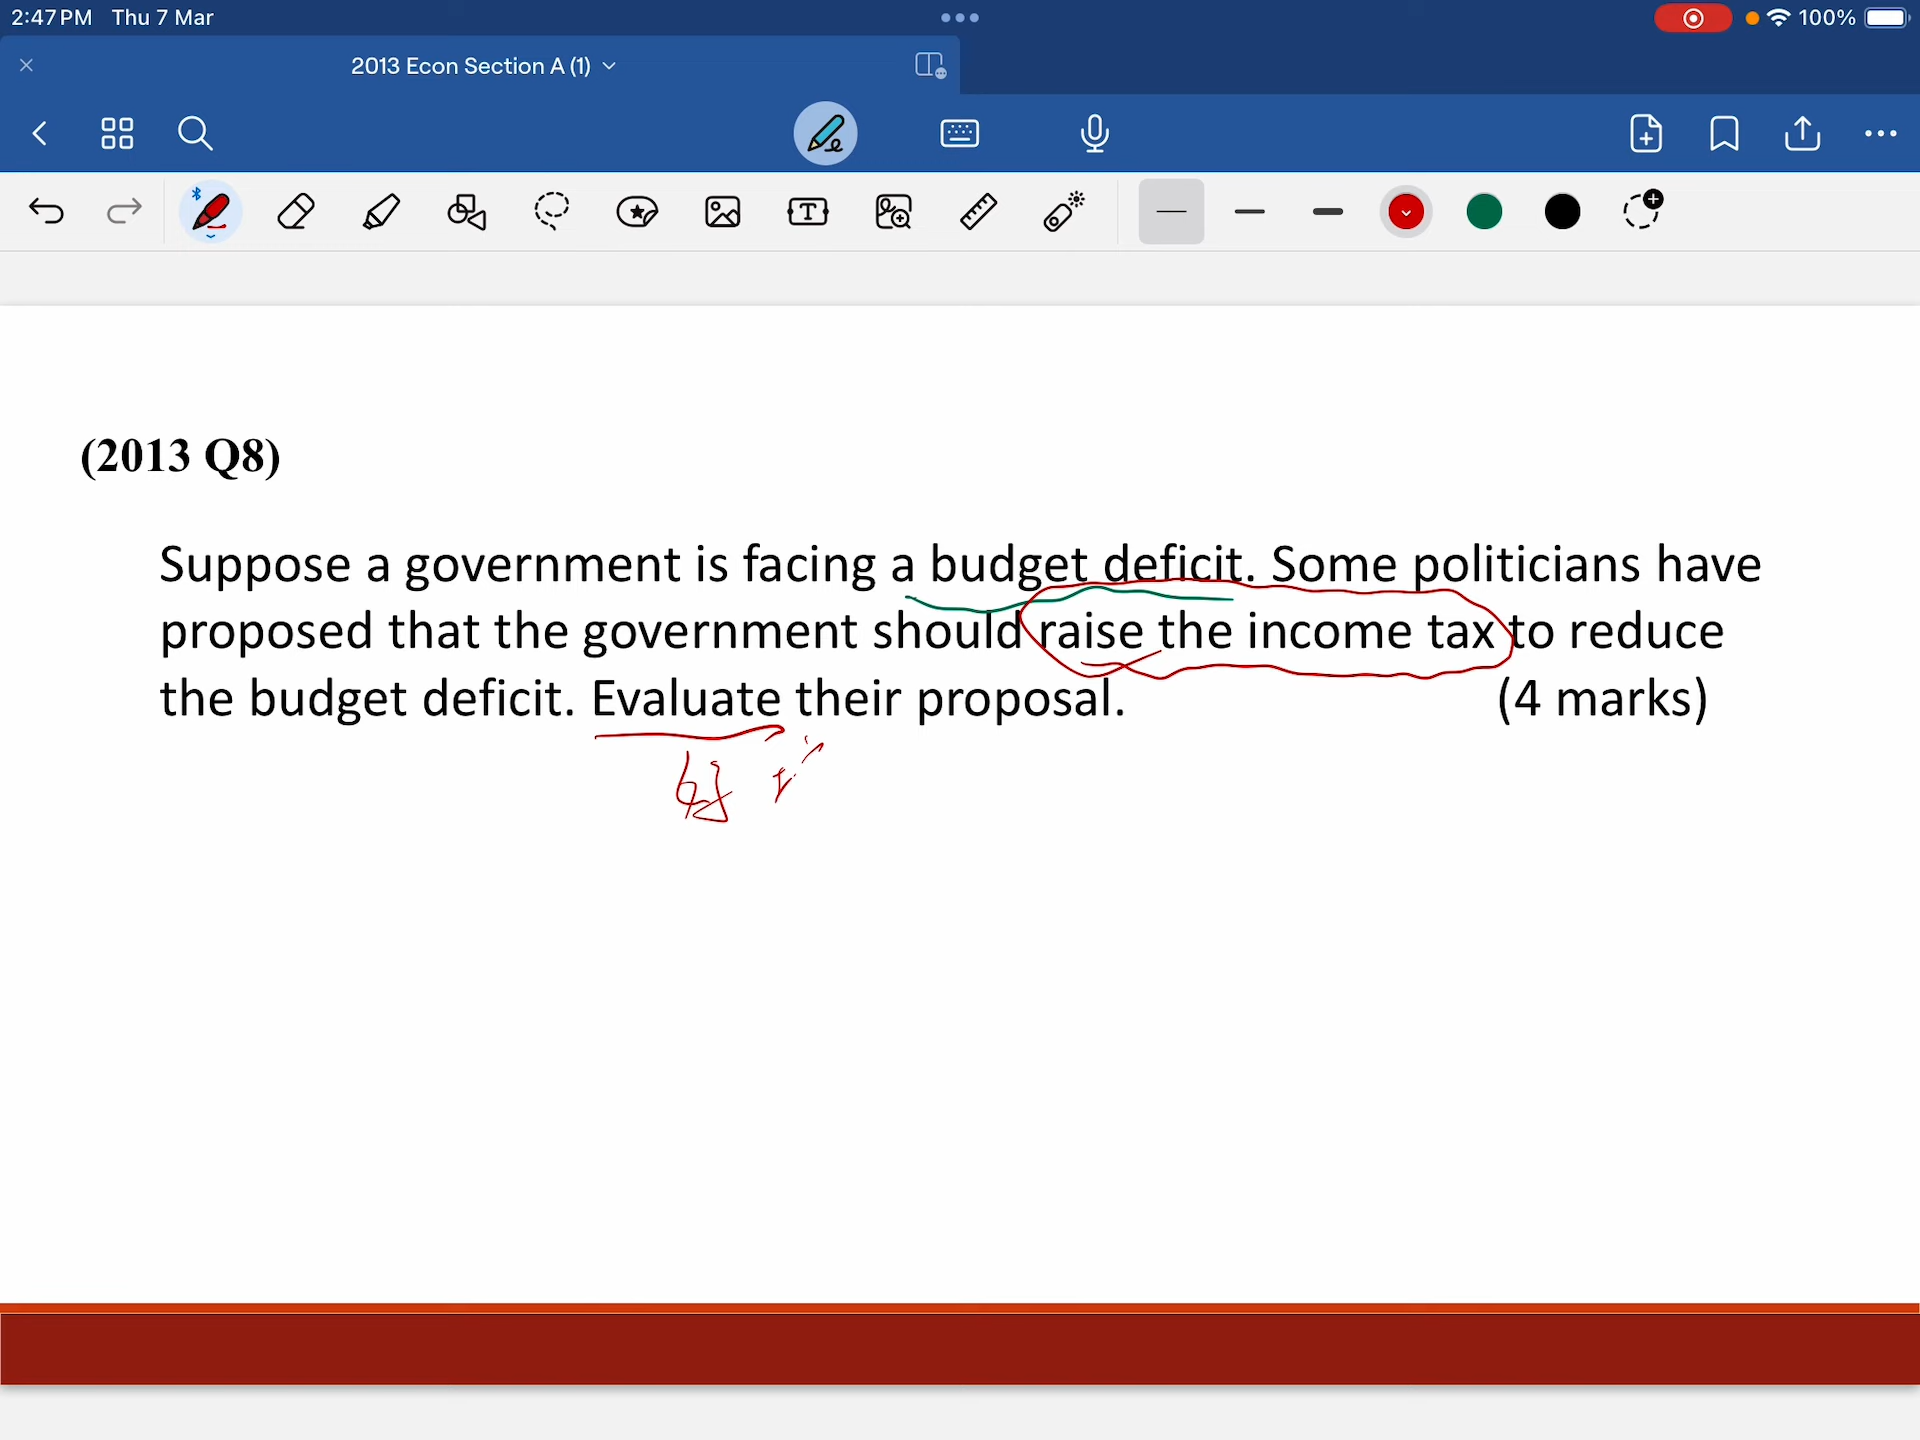 2:47 PM Thu 7 Mar
100%
2013 Econ Section A (1)
(2013 Q8)
Suppose a government is facing a budget deficit. Some politicians have
proposed that the government should raise the income tax to reduce
the budget deficit. Evaluate their proposal. (4 marks)
好